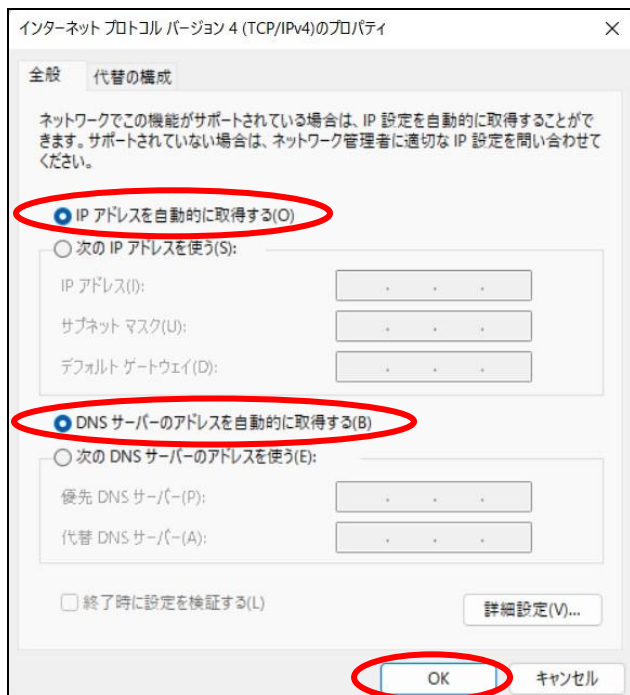 インターネット プロトコル バージョン 4 (TCP/IPv4)のプロパティ
全般 代替の構成
ネットワークでこの機能がサポートされている場合は、IP 設定を自動的に取得することがで
きます。サポートされていない場合は、ネットワーク管理者に適切な IP 設定を問い合わせて
ください。
IP アドレスを自動的に取得する(O)
次の IP アドレスを使う(S):
IP アドレス(I):
サブネット マスク(U):
デフォルト ゲートウェイ(D):
DNS サーバーのアドレスを自動的に取得する(B)
次の DNS サーバーのアドレスを使う(E):
優先 DNS サーバー(P):
代替 DNS サーバー(A):
終了時に設定を検証する(L)
詳細設定(V)...
OK キャンセル